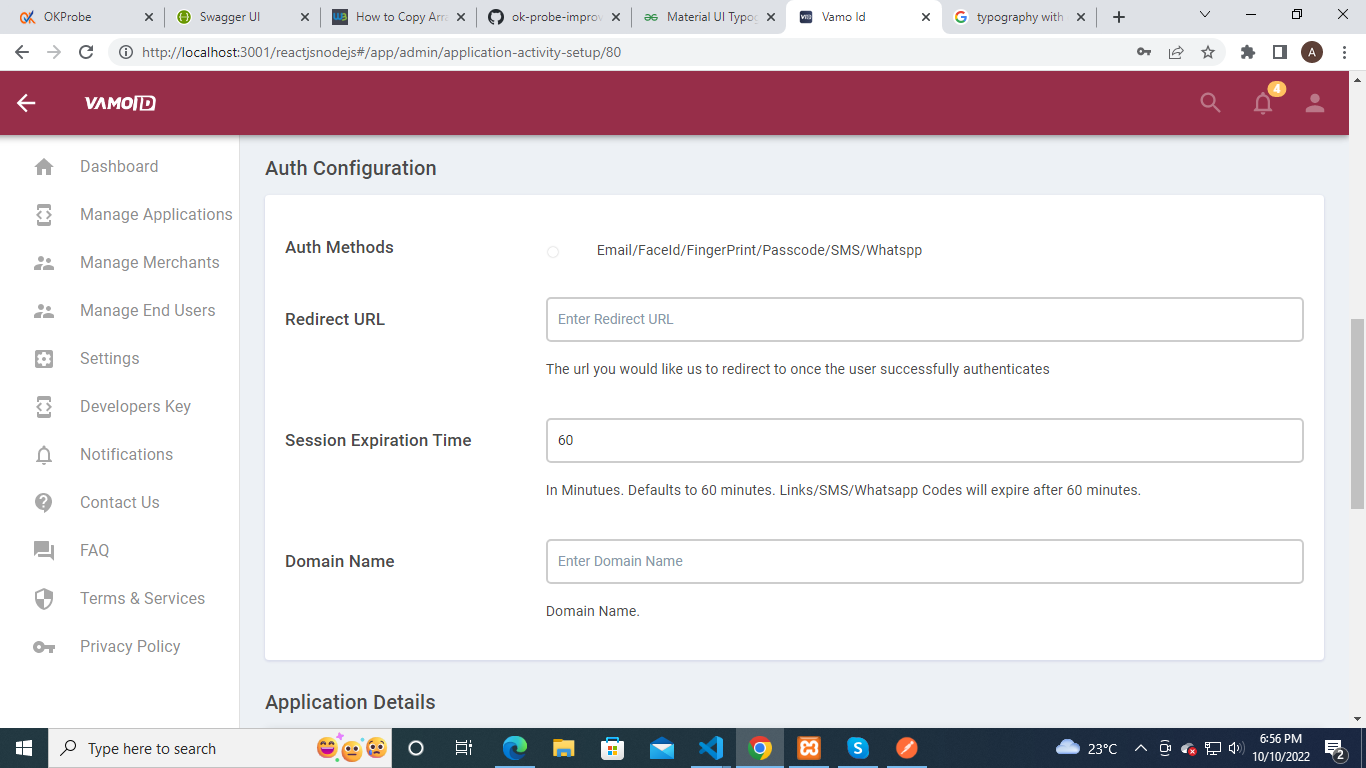 OKProbe
Swagger UI
How to Copy Arra
ok-probe-improv
Material UI Typog
Vamo Id
typography with
http://localhost:3001/reactjsnodejs#/app/admin/application-activity-setup/80
A
VAMOID
4
Dashboard
Manage Applications
Manage Merchants
Manage End Users
Settings
Developers Key
Notifications
Contact Us
FAQ
Terms & Services
Privacy Policy
Auth Configuration
Auth Methods
Email/FaceId/FingerPrint/Passcode/SMS/Whatspp
Redirect URL
Enter Redirect URL
The url you would like us to redirect to once the user successfully authenticates
Session Expiration Time
60
In Minutues. Defaults to 60 minutes. Links/SMS/Whatsapp Codes will expire after 60 minutes.
Domain Name
Enter Domain Name
Domain Name.
Application Details
Type here to search
23°C
6:56 PM
10/10/2022
2